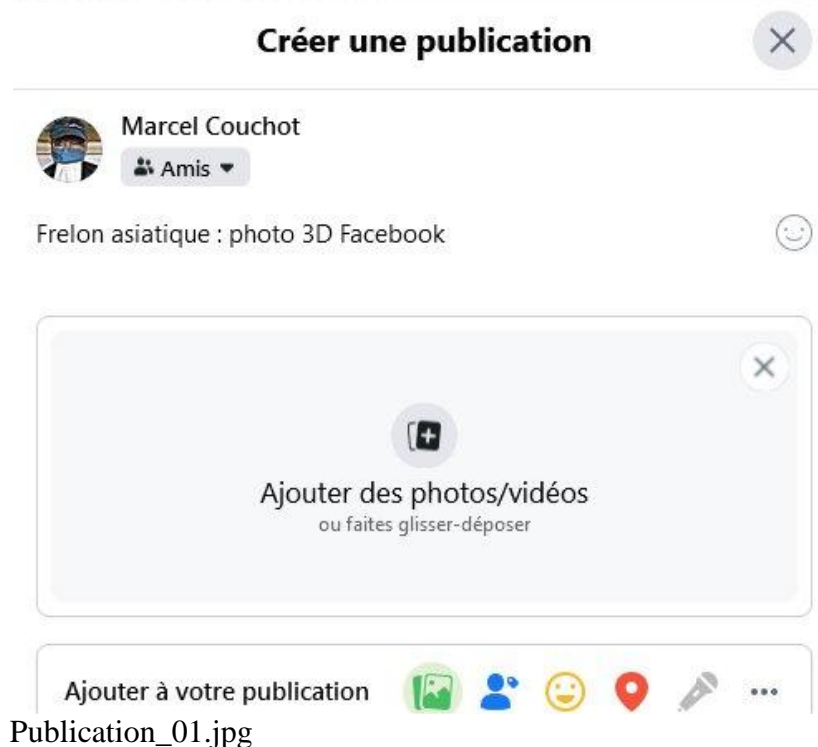 Créer une publication
Marcel Couchot
Amis
Frelon asiatique : photo 3D Facebook
Ajouter des photos/vidéos
ou faites glisser-déposer
Ajouter à votre publication
Publication_01.jpg